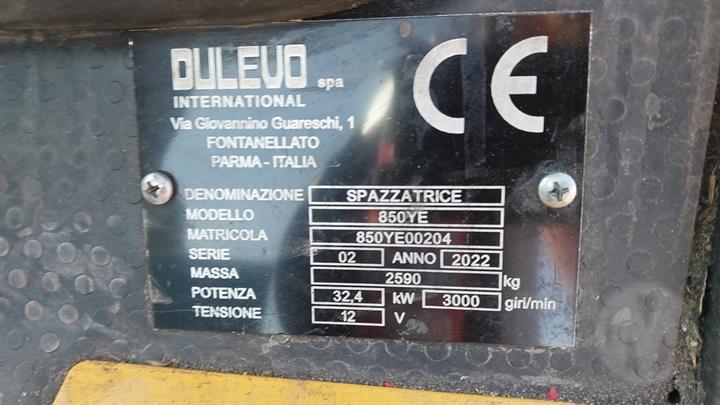 DULEVO spa
INTERNATIONAL
Via Giovannino Guareschi, 1
FONTANELLATO
PARMA - ITALIA
CE
DENOMINAZIONE SPAZZATRICE
MODELLO 850YE
MATRICOLA 850YE00204
SERIE 02 ANNO 2022
MASSA 2590 kg
POTENZA 32,4 kW 3000 giri/min
TENSIONE 12 V